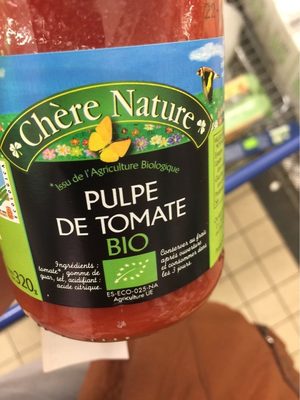 Chère Nature
*Issu de l'Agriculture Biologique
PULPE
DE TOMATE
BIO
Ingrédients :
tomate*, gomme de
guar, sel, acidifiant :
acide citrique.
Conserver au frais
après ouverture
et consommer dans
les 3 jours.
ES-ECO-025-NA
Agriculture UE
320